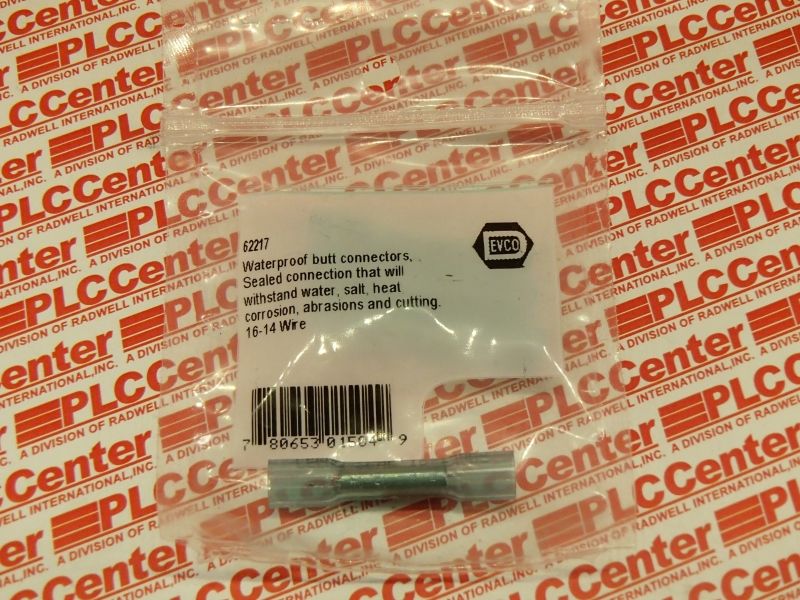 PLCCenter
A DIVISION OF RADWELL INTERNATIONAL,INC.
62217
Waterproof butt connectors,
Sealed connection that will
withstand water, salt, heat
corrosion, abrasions and cutting.
16-14 Wire
DEVCO
7 80653 01504 9